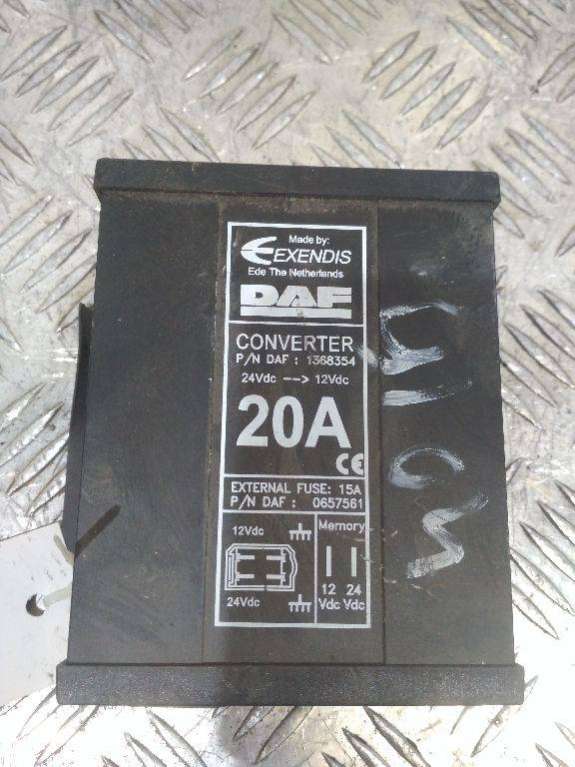 Made by:
EXENDIS
Ede The Netherlands
DAF
CONVERTER
P/N DAF : 1368354
24Vdc --> 12Vdc
20A
CE
EXTERNAL FUSE: 15A
P/N DAF : 0657561
12Vdc
24Vdc
Memory
12 24
Vdc Vdc